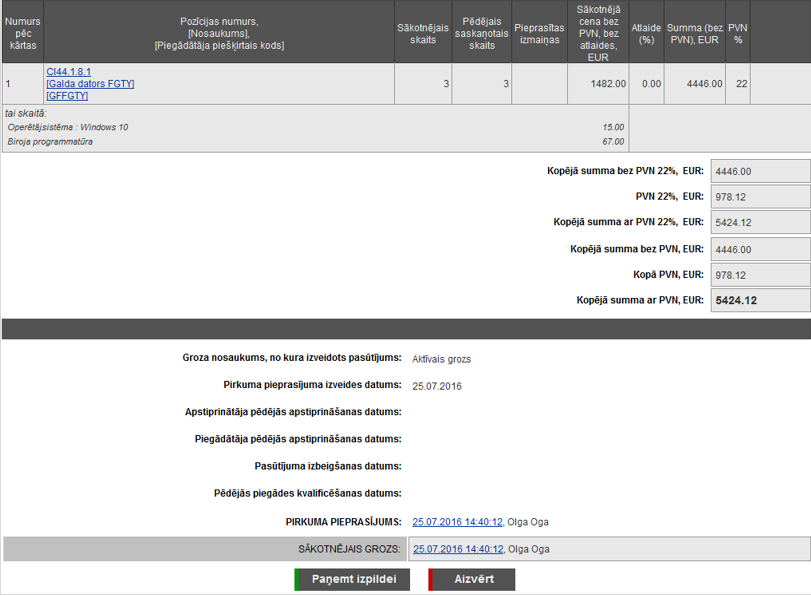 Numurs pēc kārtas
Pozīcijas numurs, [Nosaukums], [Piegādātāja piešķirtais kods]
Sākotnējais skaits
Pēdējais saskaņotais skaits
Pieprasītas izmaiņas
Sākotnējā cena bez PVN, bez atlaides, EUR
Atlaide (%)
Summa (bez PVN), EUR
PVN %
1
CI44.1.8.1
[Galda dators FGTY]
[GFFGTY]
3
3
1482.00
0.00
4446.00
22
tai skaitā:
Operētājsistēma : Windows 10 15.00
Biroja programmatūra 67.00
Kopējā summa bez PVN 22%, EUR: 4446.00
PVN 22%, EUR: 978.12
Kopējā summa ar PVN 22%, EUR: 5424.12
Kopējā summa bez PVN, EUR: 4446.00
Kopā PVN, EUR: 978.12
Kopējā summa ar PVN, EUR: 5424.12
Groza nosaukums, no kura izveidots pasūtījums: Aktīvais grozs
Pirkuma pieprasījuma izveides datums: 25.07.2016
Apstiprinātāja pēdējās apstiprināšanas datums:
Piegādātāja pēdējās apstiprināšanas datums:
Pasūtījuma izbeigšanas datums:
Pēdējās piegādes kvalificēšanas datums:
PIRKUMA PIEPRASĪJUMS: 25.07.2016 14:40:12, Olga Oga
SĀKOTNĒJAIS GROZS: 25.07.2016 14:40:12, Olga Oga
Paņemt izpildei Aizvērt